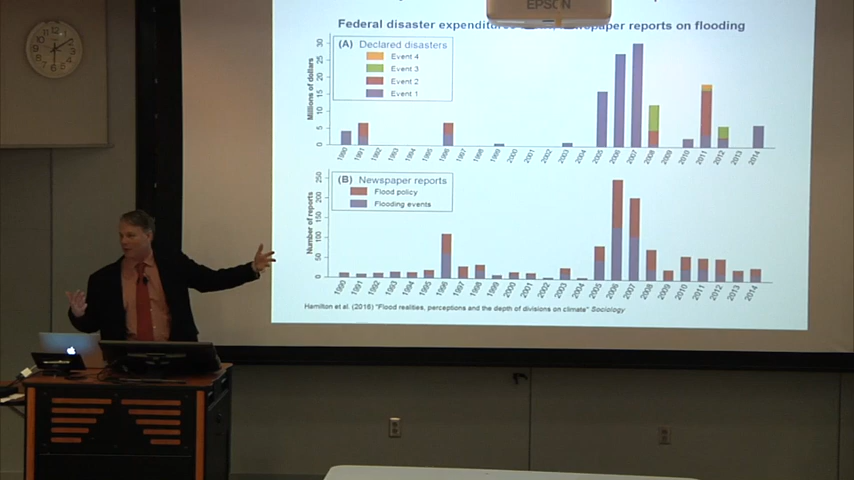 EPSON
Federal disaster expenditures newspaper reports on flooding
(A) Declared disasters
Event 4
Event 3
Event 2
Event 1
Millions of dollars
0 5 10 15 20 25 30
1990 1991 1992 1993 1994 1995 1996 1997 1998 1999 2000 2001 2002 2003 2004 2005 2006 2007 2008 2009 2010 2011 2012 2013 2014
(B) Newspaper reports
Flood policy
Flooding events
Number of reports
0 50 100 150 200 250
1990 1991 1992 1993 1994 1995 1996 1997 1998 1999 2000 2001 2002 2003 2004 2005 2006 2007 2008 2009 2010 2011 2012 2013 2014
Hamilton et al. (2016) "Flood realities, perceptions and the depth of divisions on climate" Sociology